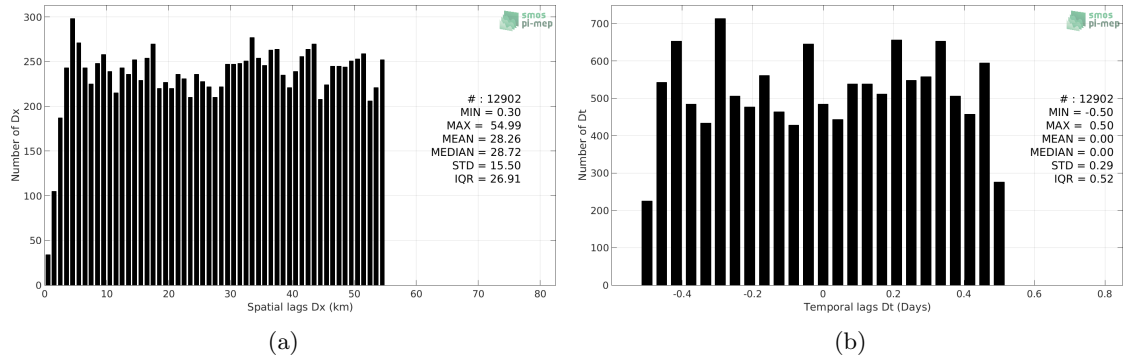 300
250
200
150
100
50
0
Number of Dx
0 10 20 30 40 50 60 70 80
Spatial lags Dx (km)
smos
pi-mep
# : 12902
MIN = 0.30
MAX = 54.99
MEAN = 28.26
MEDIAN = 28.72
STD = 15.50
IQR = 26.91
(a)
700
600
500
400
300
200
100
0
Number of Dt
-0.4 -0.2 0 0.2 0.4 0.6 0.8
Temporal lags Dt (Days)
smos
pi-mep
# : 12902
MIN = -0.50
MAX = 0.50
MEAN = 0.00
MEDIAN = 0.00
STD = 0.29
IQR = 0.52
(b)